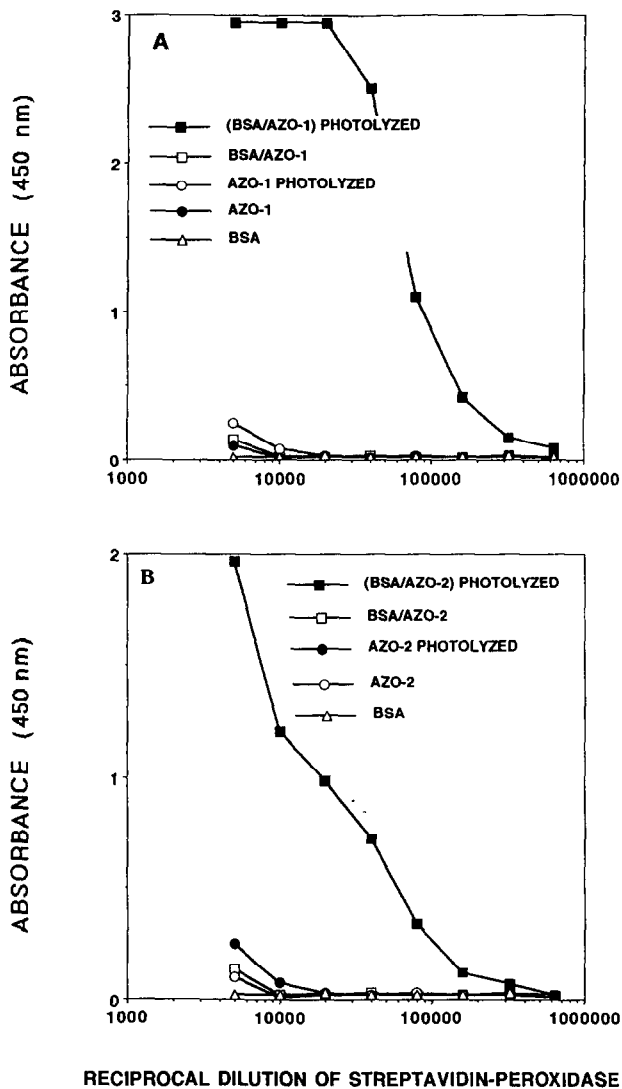 A
3
2
1
0
ABSORBANCE (450 nm)
(BSA/AZO-1) PHOTOLYZED
BSA/AZO-1
AZO-1 PHOTOLYZED
AZO-1
BSA
1000 10000 100000 1000000
B
2
1
0
ABSORBANCE (450 nm)
(BSA/AZO-2) PHOTOLYZED
BSA/AZO-2
AZO-2 PHOTOLYZED
AZO-2
BSA
1000 10000 100000 1000000
RECIPROCAL DILUTION OF STREPTAVIDIN-PEROXIDASE